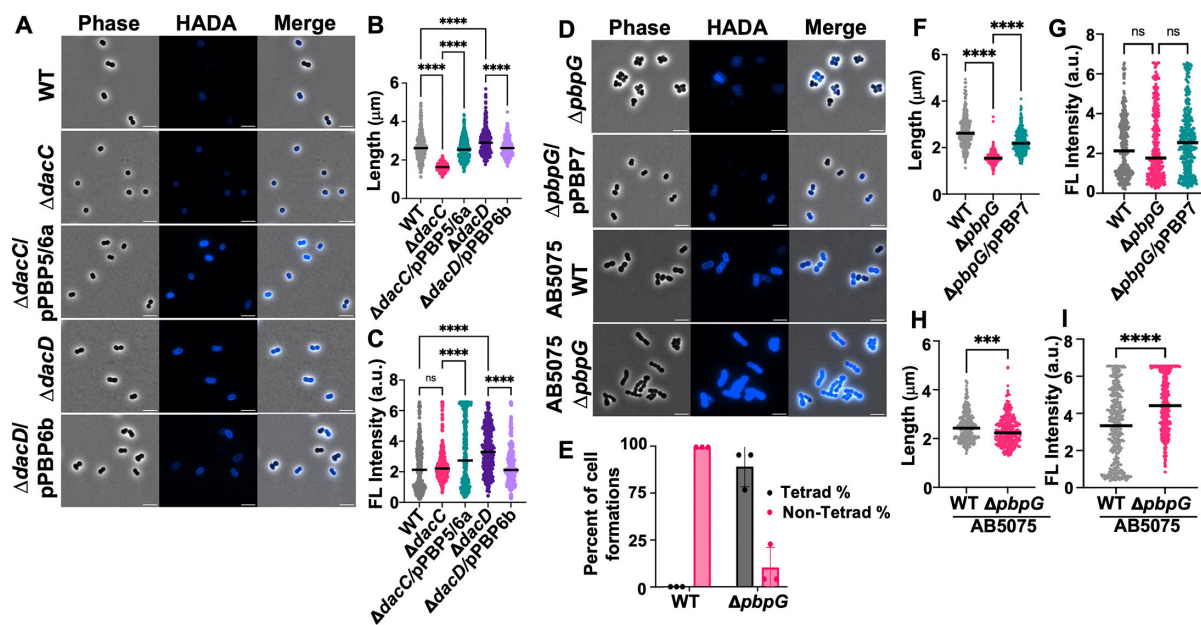 A
Phase HADA Merge
WT
ΔdacC
ΔdacC/
pPBP5/6a
ΔdacD
ΔdacD/
pPBP6b
B
****
****
**** ****
6
4
2
0
Length (μm)
WT
ΔdacC
ΔdacC/pPBP5/6a
ΔdacD
ΔdacD/pPBP6b
C
****
****
ns ****
8
6
4
2
0
FL Intensity (a.u.)
WT
ΔdacC
ΔdacC/pPBP5/6a
ΔdacD
ΔdacD/pPBP6b
D
Phase HADA Merge
ΔpbpG
ΔpbpG/
pPBP7
AB5075
WT
AB5075
ΔpbpG
E
100
75
25
0
Percent of cell
formations
Tetrad %
Non-Tetrad %
WT ΔpbpG
F
****
****
6
4
2
0
Length (μm)
WT
ΔpbpG
ΔpbpG/pPBP7
G
ns ns
8
6
4
2
0
FL Intensity (a.u.)
WT
ΔpbpG
ΔpbpG/pPBP7
H
***
6
4
2
0
Length (μm)
WT ΔpbpG
AB5075
I
****
8
6
4
2
0
FL Intensity (a.u.)
WT ΔpbpG
AB5075